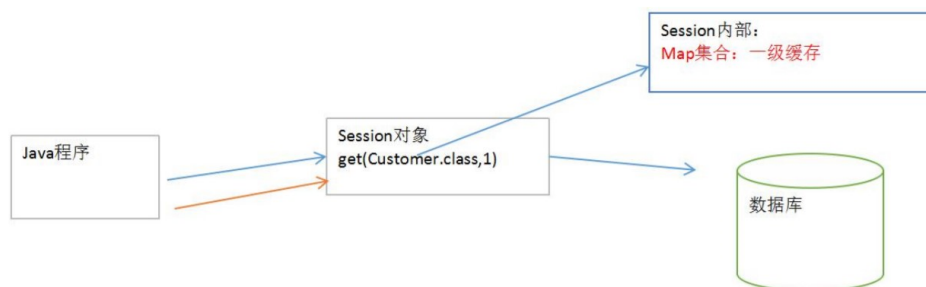 Session内部：
Map集合：一级缓存
Session对象
get(Customer.class,1)
Java程序
数据库